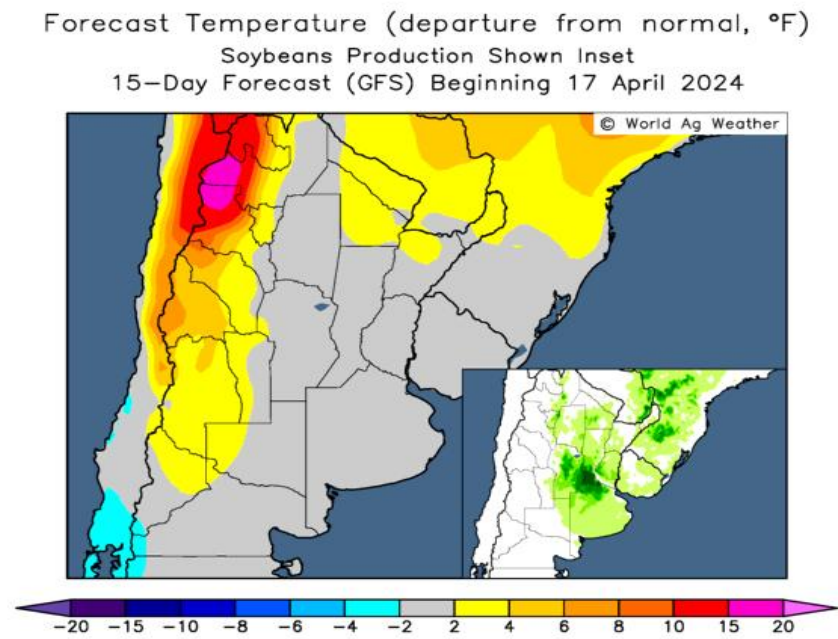 Forecast Temperature (departure from normal, °F)
Soybeans Production Shown Inset
15-Day Forecast (GFS) Beginning 17 April 2024
© World Ag Weather
-20 -15 -10 -8 -6 -4 -2 2 4 6 8 10 15 20